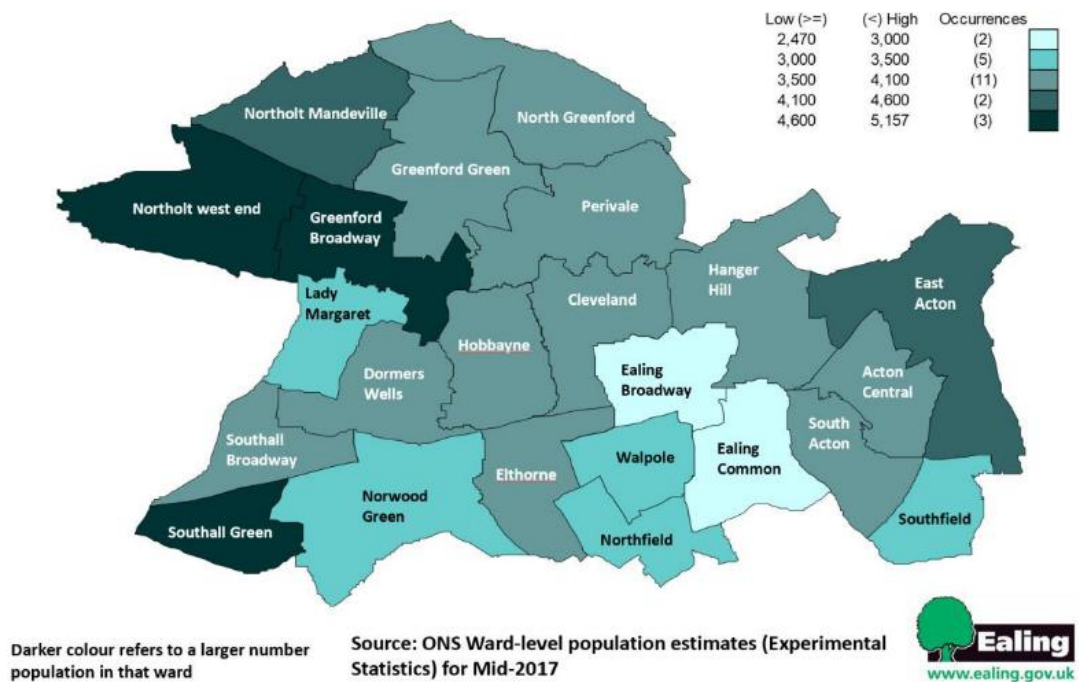 Low (>=) (<) High Occurrences
2,470 3,000 (2)
3,000 3,500 (5)
3,500 4,100 (11)
4,100 4,600 (2)
4,600 5,157 (3)
Northolt Mandeville
North Greenford
Greenford Green
Northolt west end
Greenford
Broadway
Perivale
Hanger
Hill
East
Acton
Lady
Margaret
Cleveland
Hobbayne
Dormers
Wells
Ealing
Broadway
Acton
Central
Southall
Broadway
South
Acton
Elthorne
Walpole
Ealing
Common
Norwood
Green
Southall Green
Northfield
Southfield
Darker colour refers to a larger number
population in that ward
Source: ONS Ward-level population estimates (Experimental
Statistics) for Mid-2017
Ealing
www.ealing.gov.uk